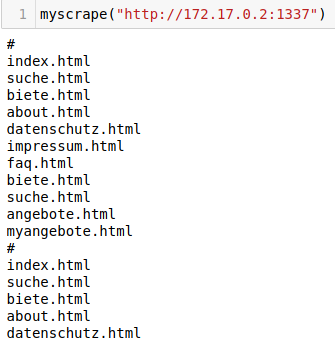 1 myscrape("http://172.17.0.2:1337")
#
index.html
suche.html
biete.html
about.html
datenschutz.html
impressum.html
faq.html
biete.html
suche.html
angebote.html
myangebote.html
#
index.html
suche.html
biete.html
about.html
datenschutz.html